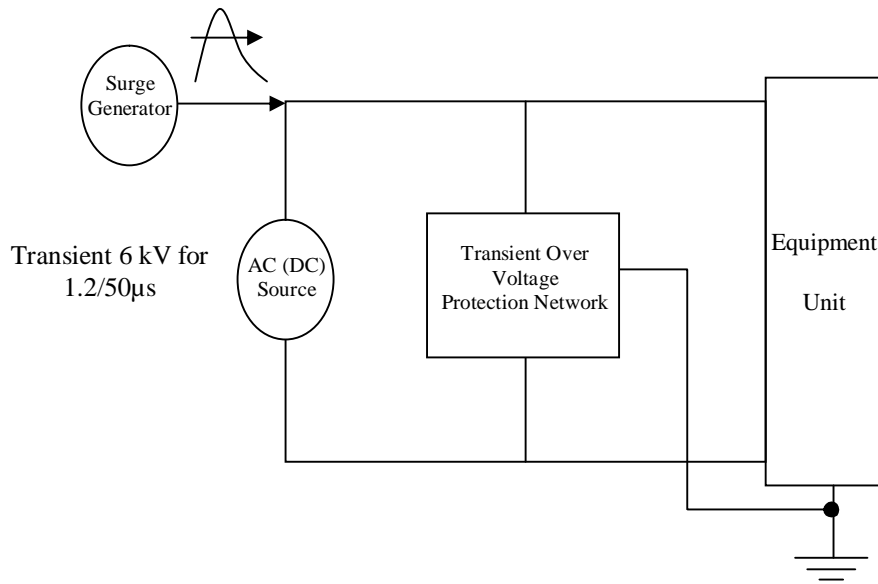 Surge
Generator
Transient 6 kV for
1.2/50µs
AC (DC)
Source
Transient Over
Voltage
Protection Network
Equipment
Unit